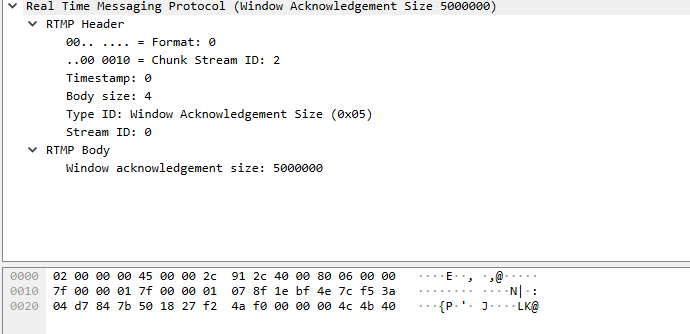 Real Time Messaging Protocol (Window Acknowledgement Size 5000000)
RTMP Header
00.. .... = Format: 0
..00 0010 = Chunk Stream ID: 2
Timestamp: 0
Body size: 4
Type ID: Window Acknowledgement Size (0x05)
Stream ID: 0
RTMP Body
Window acknowledgement size: 5000000
0000 02 00 00 00 45 00 00 2c 91 2c 40 00 80 06 00 00 ····E··, ·,@·····
0010 7f 00 00 01 7f 00 00 01 07 8f 1e bf 4e 7c f5 3a ········ ····N|·:
0020 04 d7 84 7b 50 18 27 f2 4a f0 00 00 00 4c 4b 40 ···{P·'· J····LK@